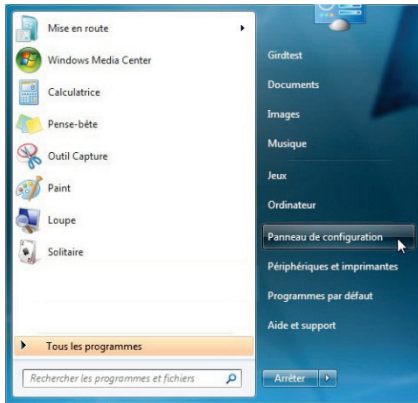 Mise en route
Windows Media Center
Calculatrice
Pense-bête
Outil Capture
Paint
Loupe
Solitaire
Tous les programmes
Rechercher les programmes et fichiers
Girdtest
Documents
Images
Musique
Jeux
Ordinateur
Panneau de configuration
Périphériques et imprimantes
Programmes par défaut
Aide et support
Arrêter